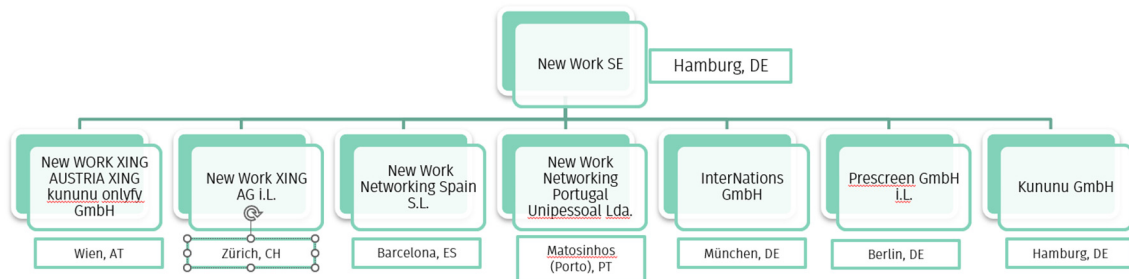 New Work SE
Hamburg, DE
New WORK XING
AUSTRIA XING
kununu onlyfy
GmbH
New Work XING
AG i.L.
New Work
Networking Spain
S.L.
New Work
Networking
Portugal
Unipessoal Lda.
InterNations
GmbH
Prescreen GmbH
i.L.
Kununu GmbH
Wien, AT
Zürich, CH
Barcelona, ES
Matosinhos
(Porto), PT
München, DE
Berlin, DE
Hamburg, DE